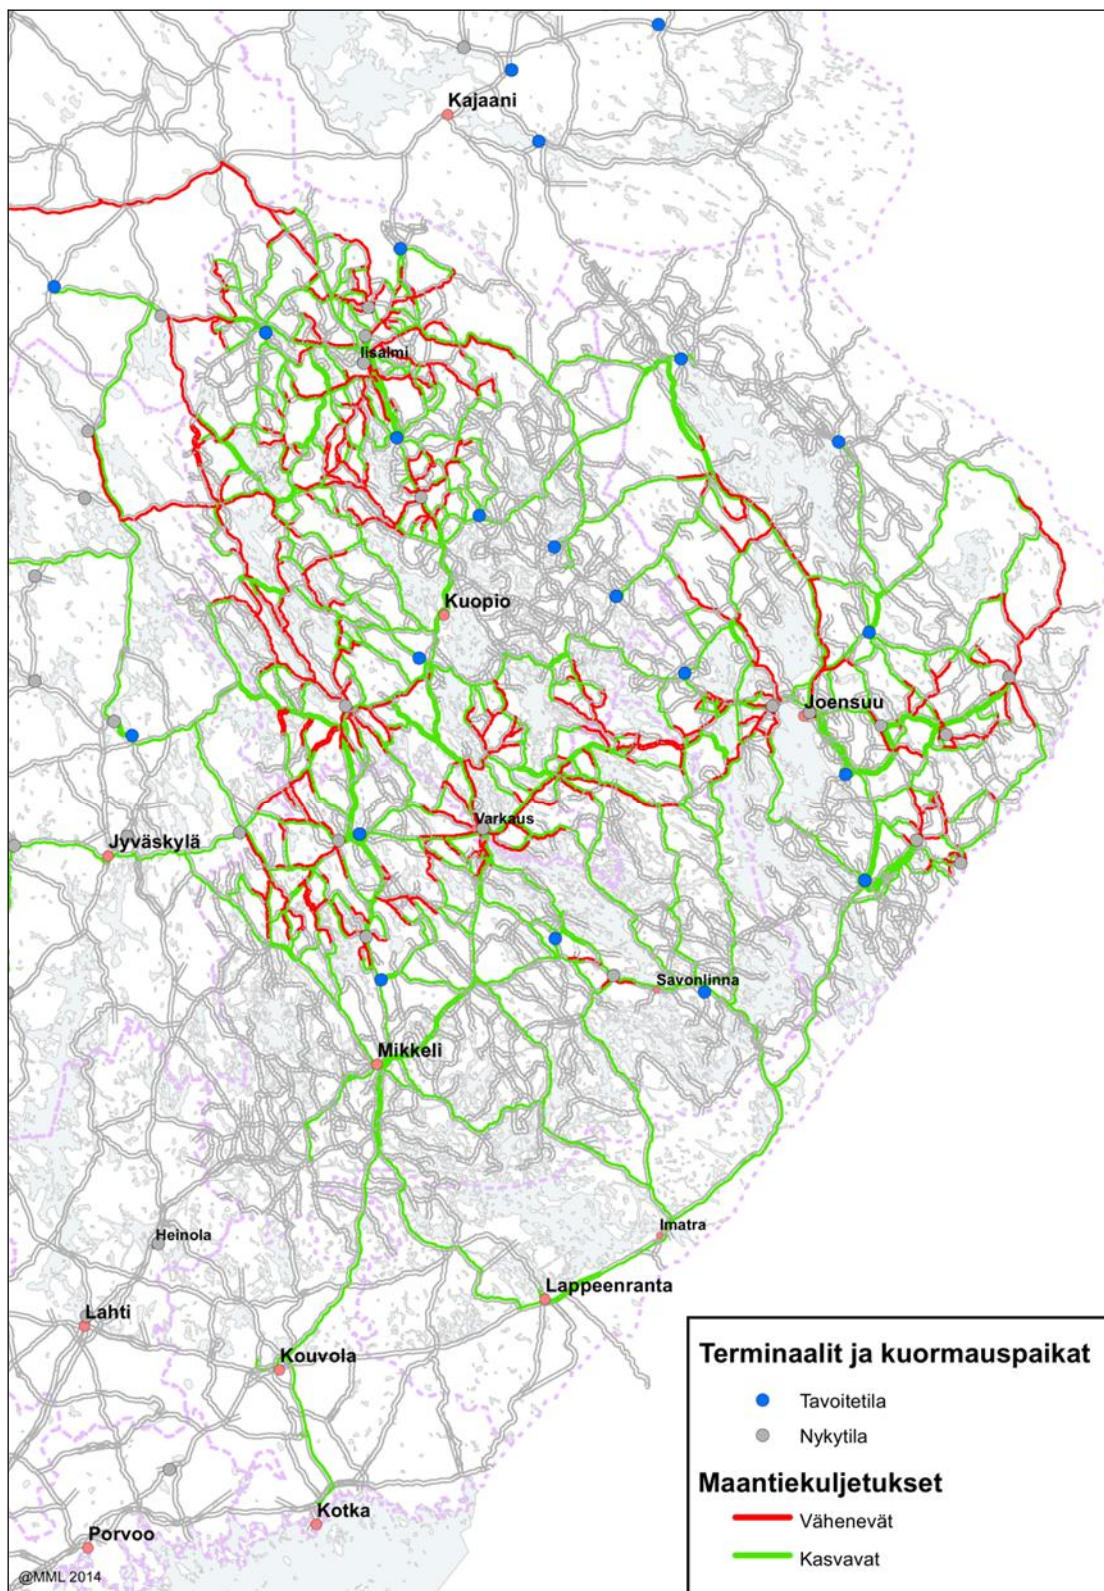 Kajaani
Iisalmi
Kuopio
Joensuu
Varkaus
Jyväskylä
Savonlinna
Mikkeli
Imatra
Heinola
Lappeenranta
Lahti
Kouvola
Kotka
Porvoo
@MML 2014
Terminaalit ja kuormauspaikat
Tavoitetila
Nykytila
Maantiekuljetukset
Vähenevät
Kasvavat